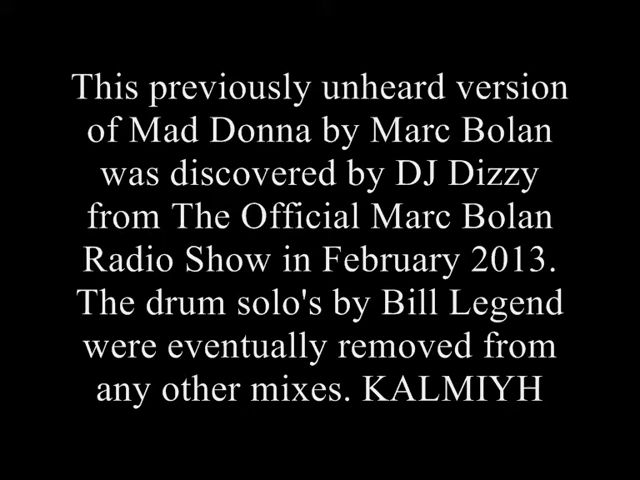 This previously unheard version
of Mad Donna by Marc Bolan
was discovered by DJ Dizzy
from The Official Marc Bolan
Radio Show in February 2013.
The drum solo's by Bill Legend
were eventually removed from
any other mixes. KALMIYH